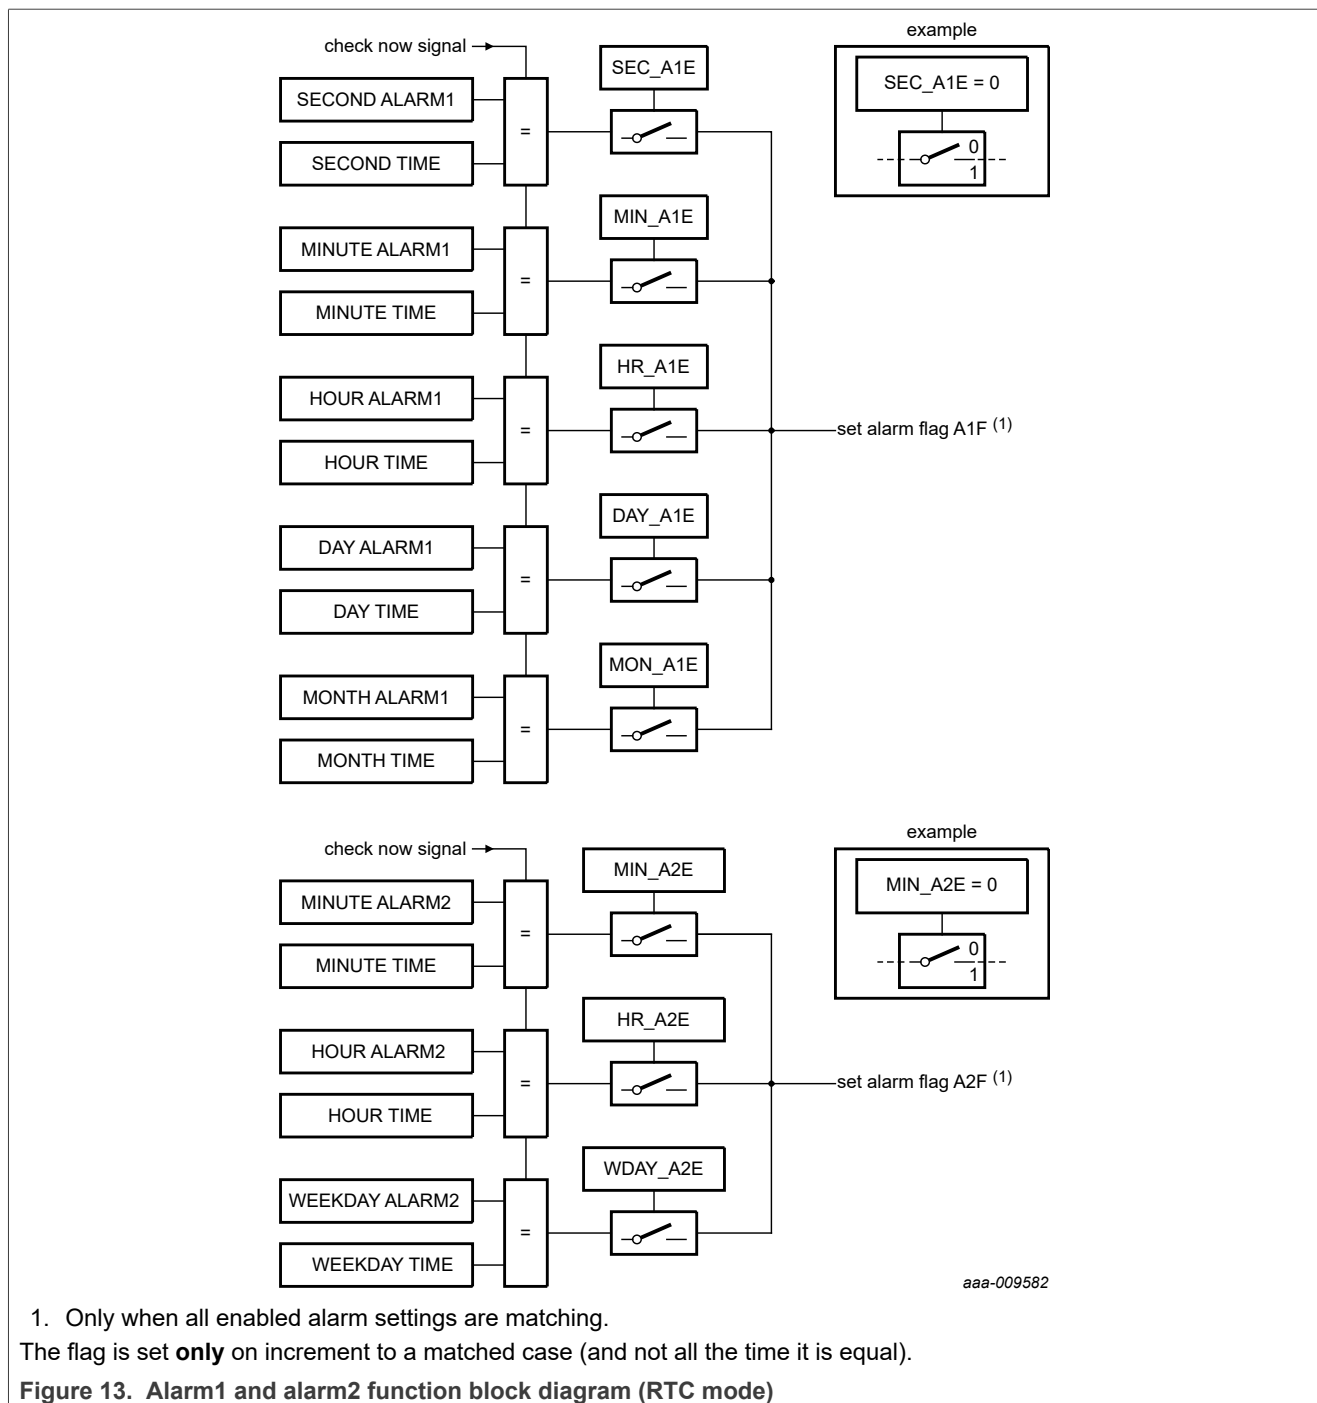 check now signal
example
SEC_A1E
SEC_A1E = 0
SECOND ALARM1
=
0
1
SECOND TIME
MIN_A1E
MINUTE ALARM1
=
MINUTE TIME
HR_A1E
HOUR ALARM1
=
set alarm flag A1F (1)
HOUR TIME
DAY_A1E
DAY ALARM1
=
DAY TIME
MON_A1E
MONTH ALARM1
=
MONTH TIME
check now signal
example
MIN_A2E
MIN_A2E = 0
MINUTE ALARM2
=
0
1
MINUTE TIME
HR_A2E
HOUR ALARM2
=
set alarm flag A2F (1)
HOUR TIME
WDAY_A2E
WEEKDAY ALARM2
=
WEEKDAY TIME
aaa-009582
1. Only when all enabled alarm settings are matching.
The flag is set only on increment to a matched case (and not all the time it is equal).
Figure 13. Alarm1 and alarm2 function block diagram (RTC mode)